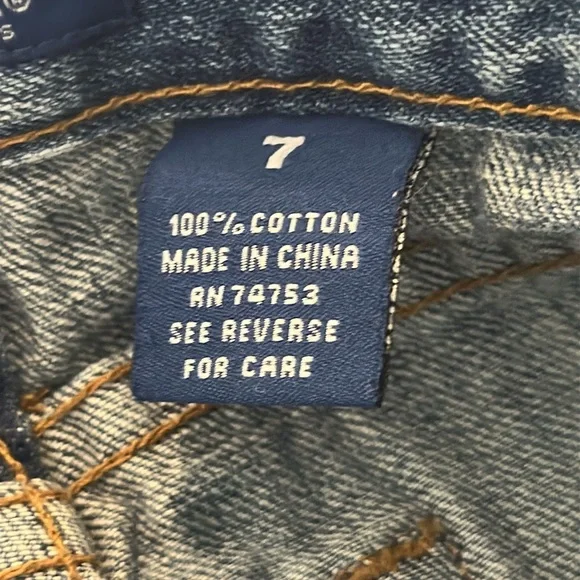 ®
S
7
100% COTTON
MADE IN CHINA
RN 74753
SEE REVERSE
FOR CARE